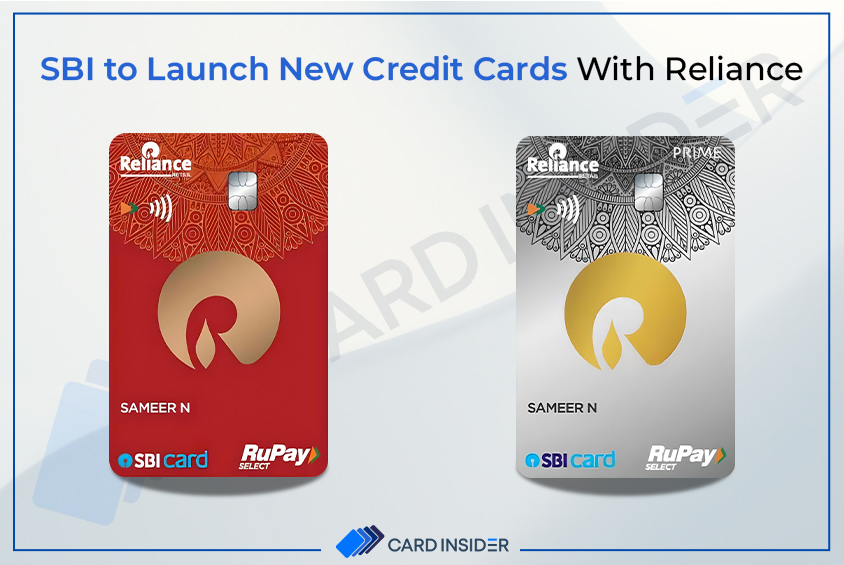 SBI to Launch New Credit Cards With Reliance
Reliance
RETAIL
SAMEER N
SBI card
RuPay
SELECT
Reliance
RETAIL
PRIME
SAMEER N
SBI card
RuPay
SELECT
CARD INSIDER
CARD INSIDER